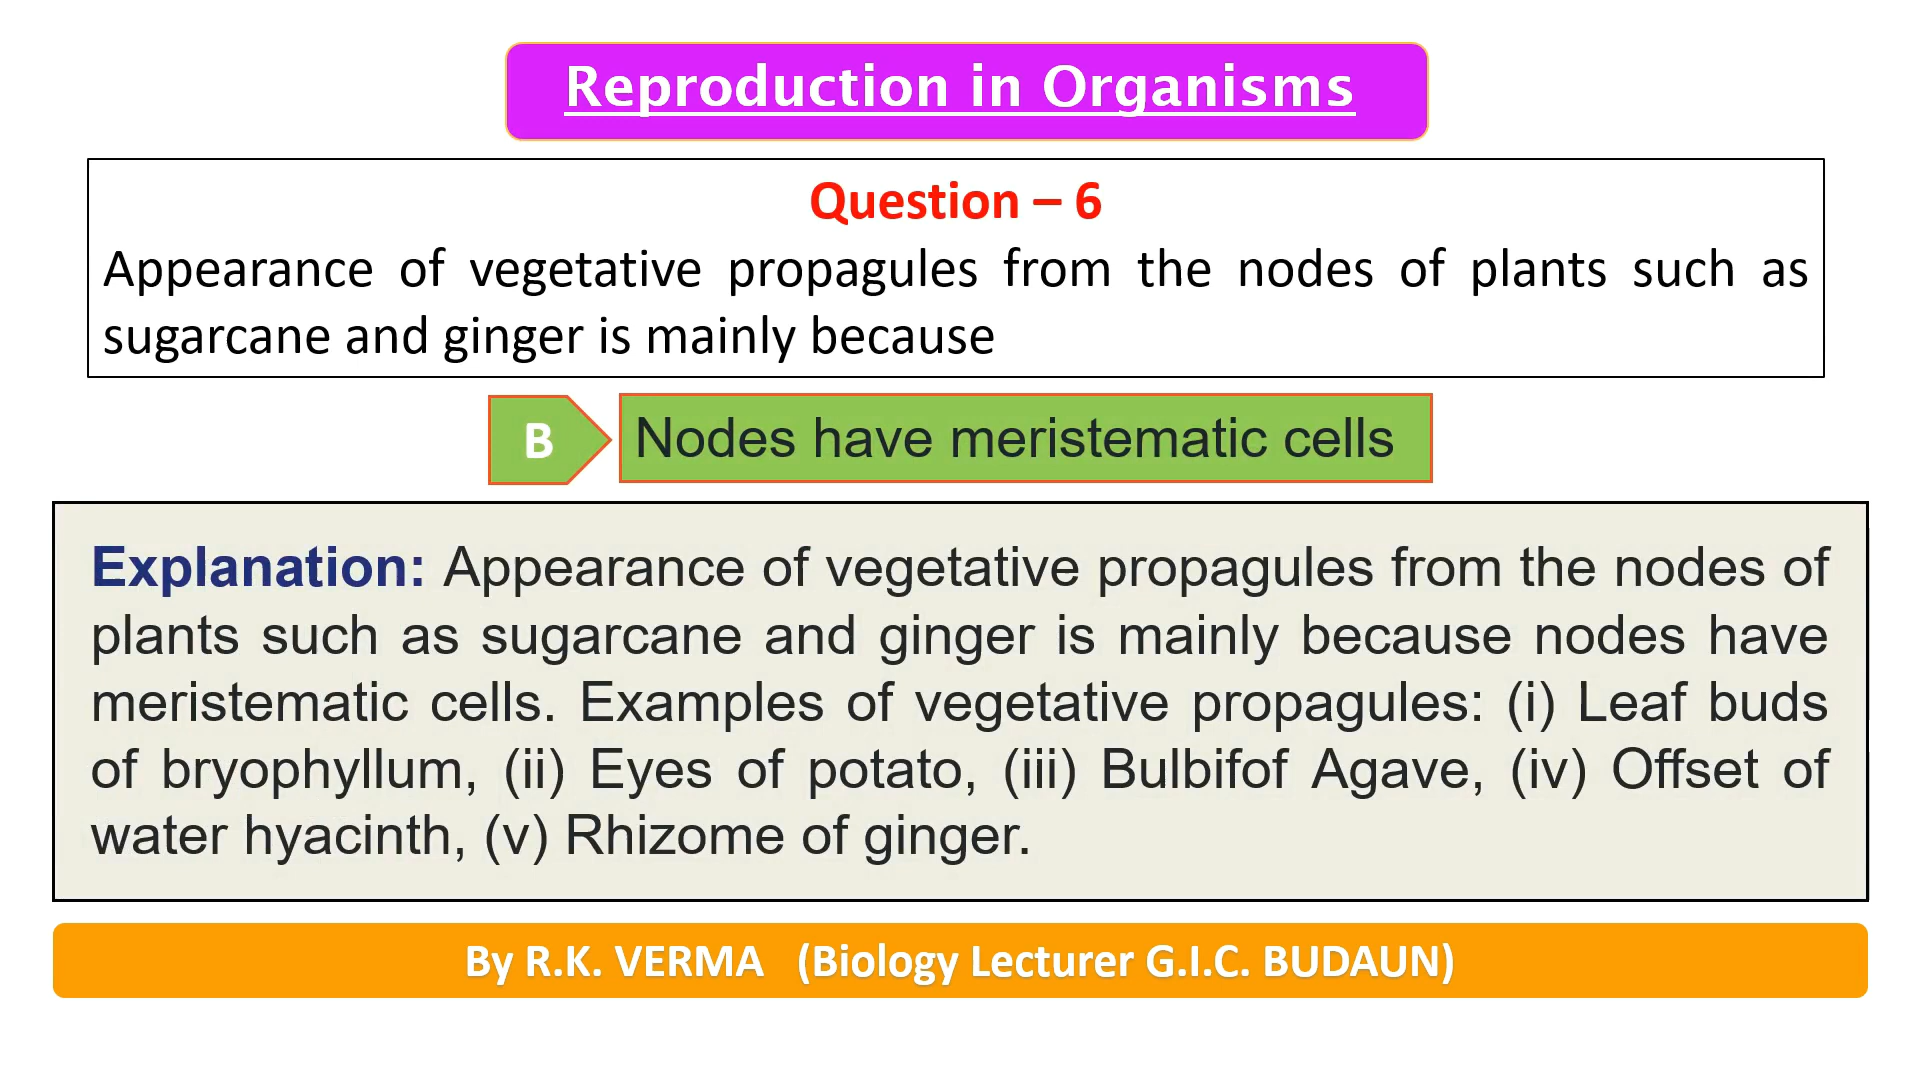 Reproduction in Organisms
Question – 6
Appearance of vegetative propagules from the nodes of plants such as
sugarcane and ginger is mainly because
B
Nodes have meristematic cells
Explanation: Appearance of vegetative propagules from the nodes of
plants such as sugarcane and ginger is mainly because nodes have
meristematic cells. Examples of vegetative propagules: (i) Leaf buds
of bryophyllum, (ii) Eyes of potato, (iii) Bulbifof Agave, (iv) Offset of
water hyacinth, (v) Rhizome of ginger.
By R.K. VERMA (Biology Lecturer G.I.C. BUDAUN)